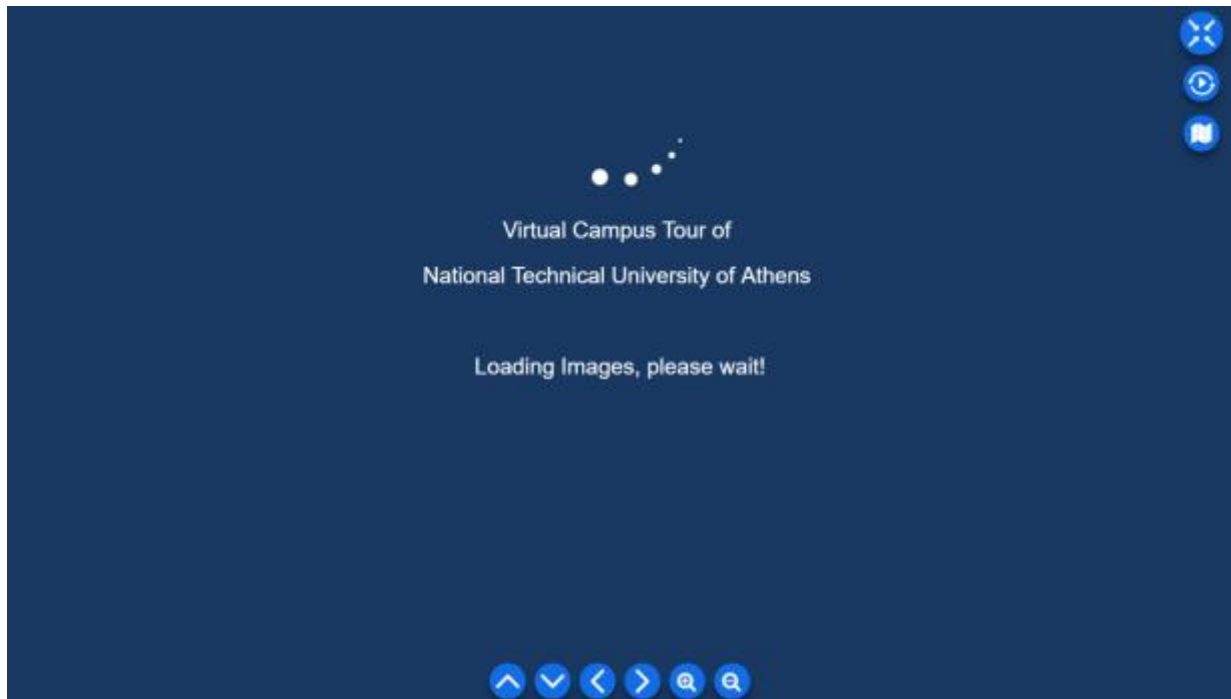 Virtual Campus Tour of
National Technical University of Athens
Loading Images, please wait!